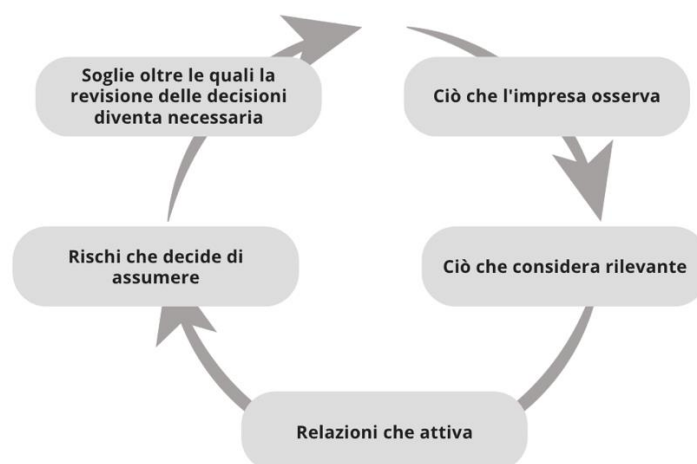 Soglie oltre le quali la
revisione delle decisioni
diventa necessaria
Ciò che l'impresa osserva
Rischi che decide di
assumere
Ciò che considera rilevante
Relazioni che attiva